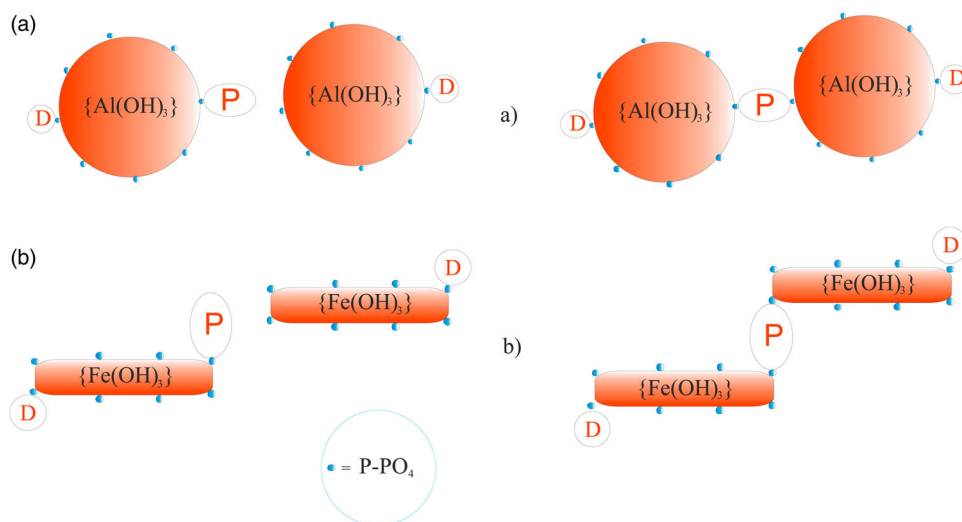 (a)
{Al(OH)₃}
P
D
{Al(OH)₃}
D
a)
{Al(OH)₃}
D
P
{Al(OH)₃}
D
(b)
{Fe(OH)₃}
D
P
{Fe(OH)₃}
D
b)
{Fe(OH)₃}
D
P
{Fe(OH)₃}
D
= P-PO₄